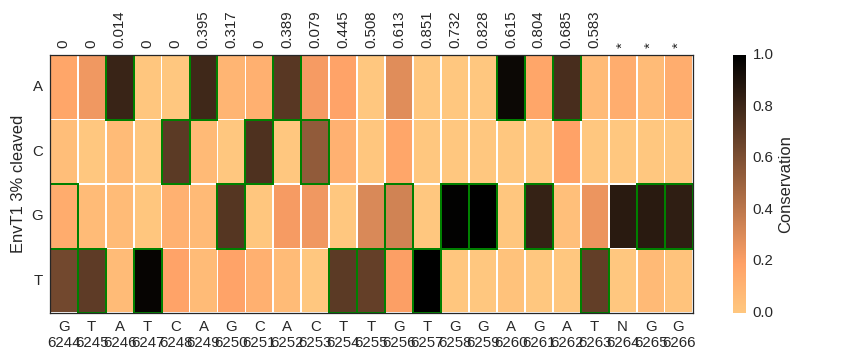 0 0 0.014 0 0 0.395 0.317 0 0.389 0.079 0.445 0.508 0.613 0.851 0.732 0.828 0.615 0.804 0.685 0.583 * * *
EnvT1 3% cleaved
A
C
G
T
G T A T C A G C A C T T G T G G A G A T N G G
6244 6245 6246 6247 6248 6249 6250 6251 6252 6253 6254 6255 6256 6257 6258 6259 6260 6261 6262 6263 6264 6265 6266
1.0
0.8
0.6
0.4
0.2
0.0
Conservation